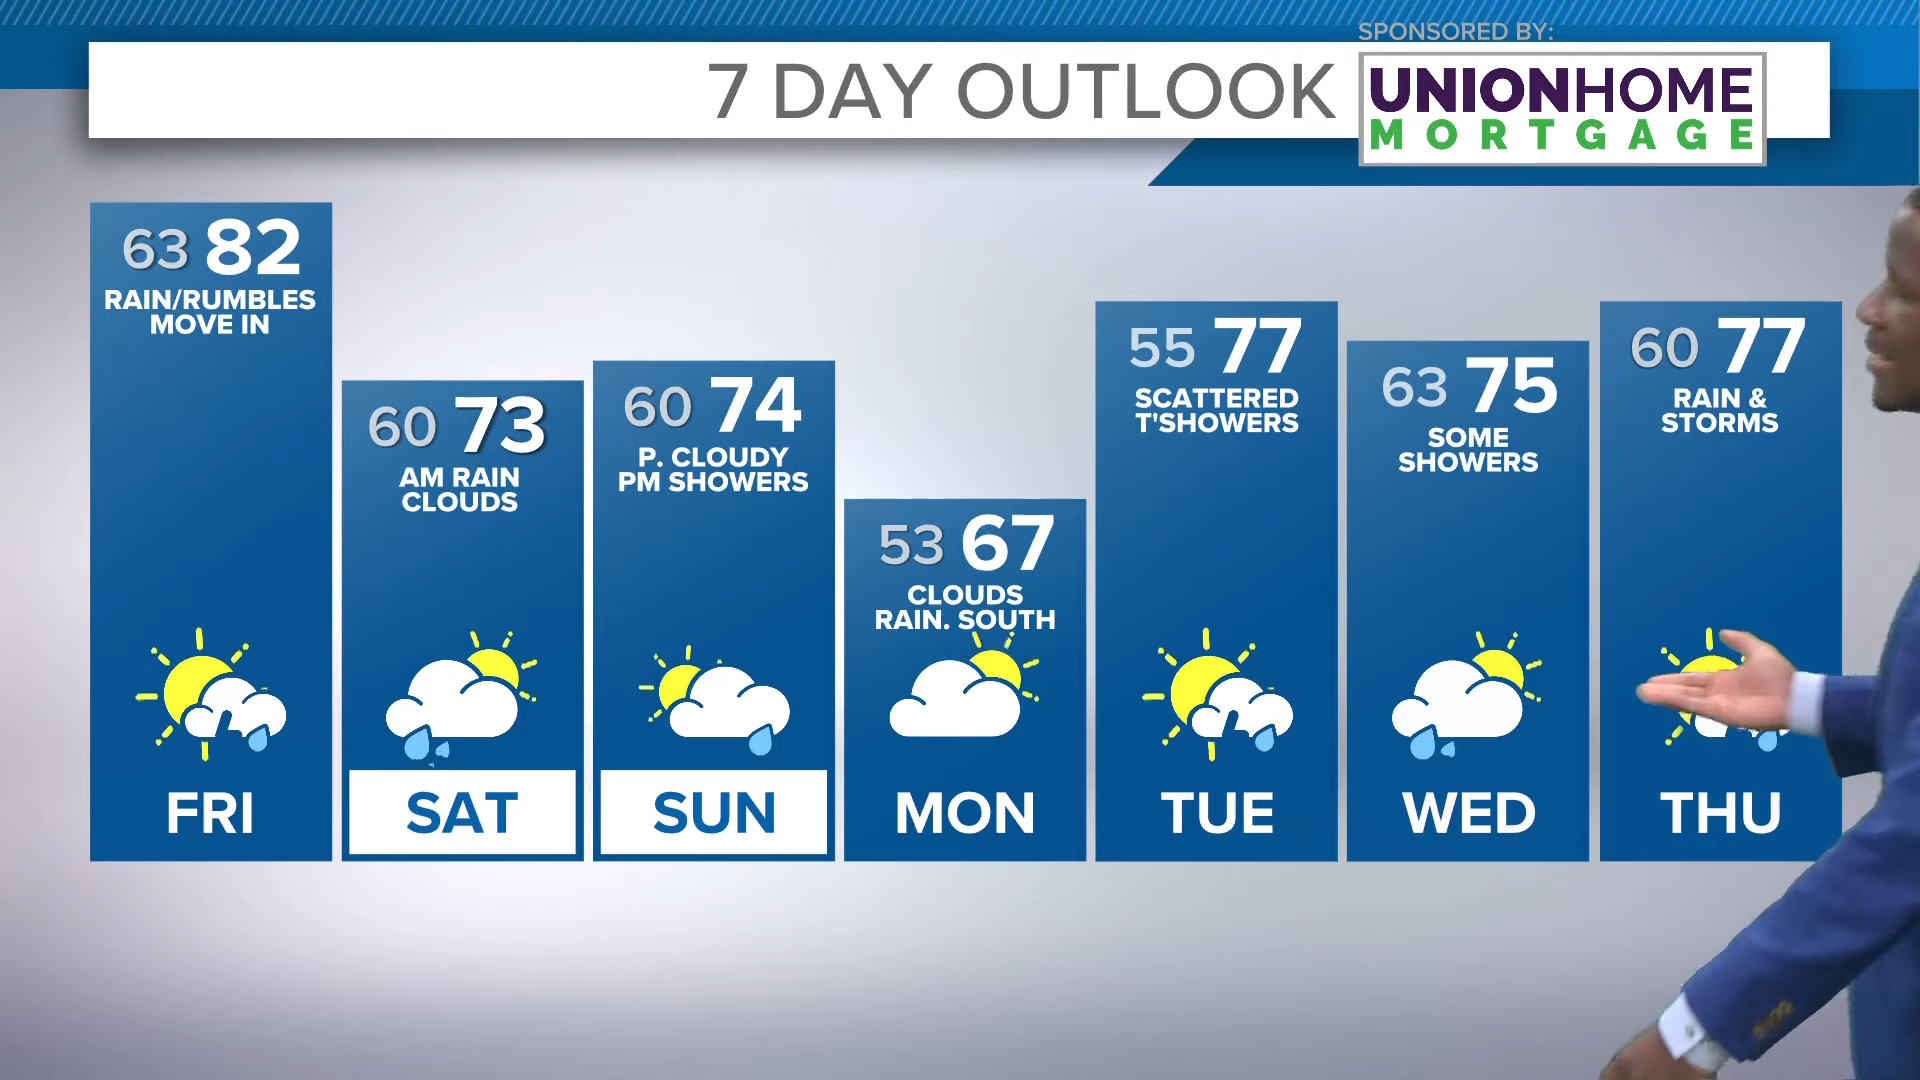 SPONSORED BY:
7 DAY OUTLOOK
UNIONHOME
MORTGAGE
63 82
RAIN/RUMBLES
MOVE IN
FRI
60 73
AM RAIN
CLOUDS
SAT
60 74
P. CLOUDY
PM SHOWERS
SUN
53 67
CLOUDS
RAIN. SOUTH
MON
55 77
SCATTERED
T'SHOWERS
TUE
63 75
SOME
SHOWERS
WED
60 77
RAIN &
STORMS
THU